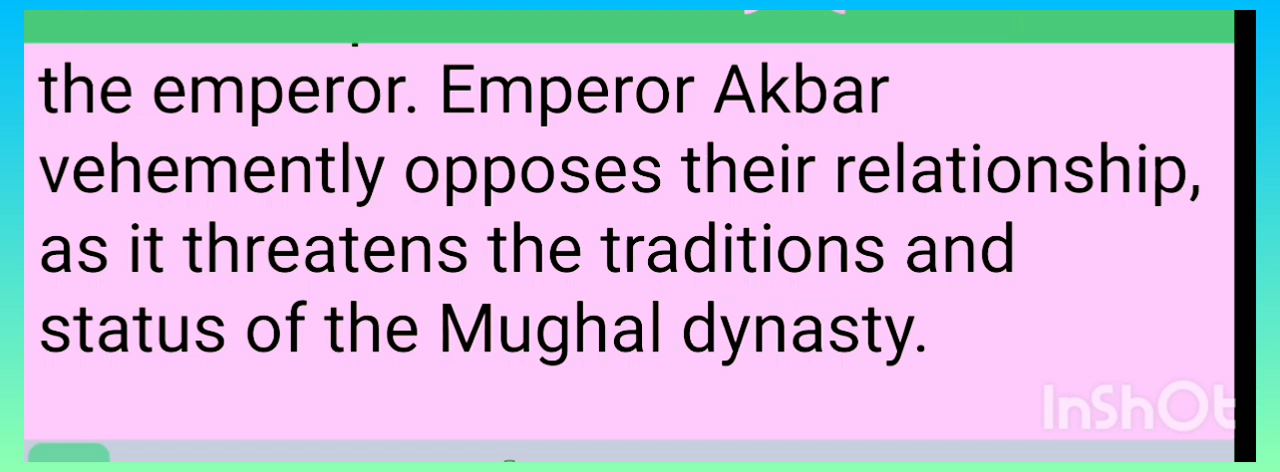 the emperor. Emperor Akbar
vehemently opposes their relationship,
as it threatens the traditions and
status of the Mughal dynasty.
InShOt